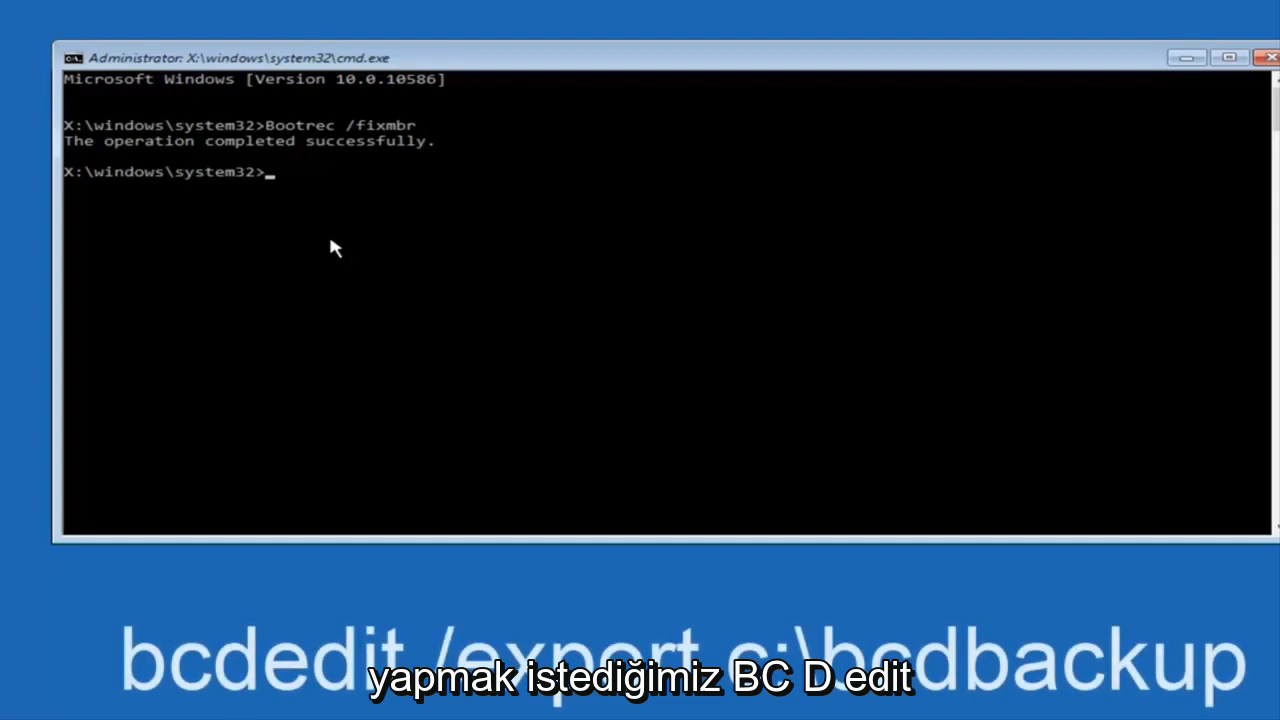 Administrator: X:\windows\system32\cmd.exe
Microsoft Windows [Version 10.0.10586]
X:\windows\system32>Bootrec /fixmbr
The operation completed successfully.
X:\windows\system32>_
bcdedit /export c:\bcdbackup
yapmak istediğimiz BC D edit